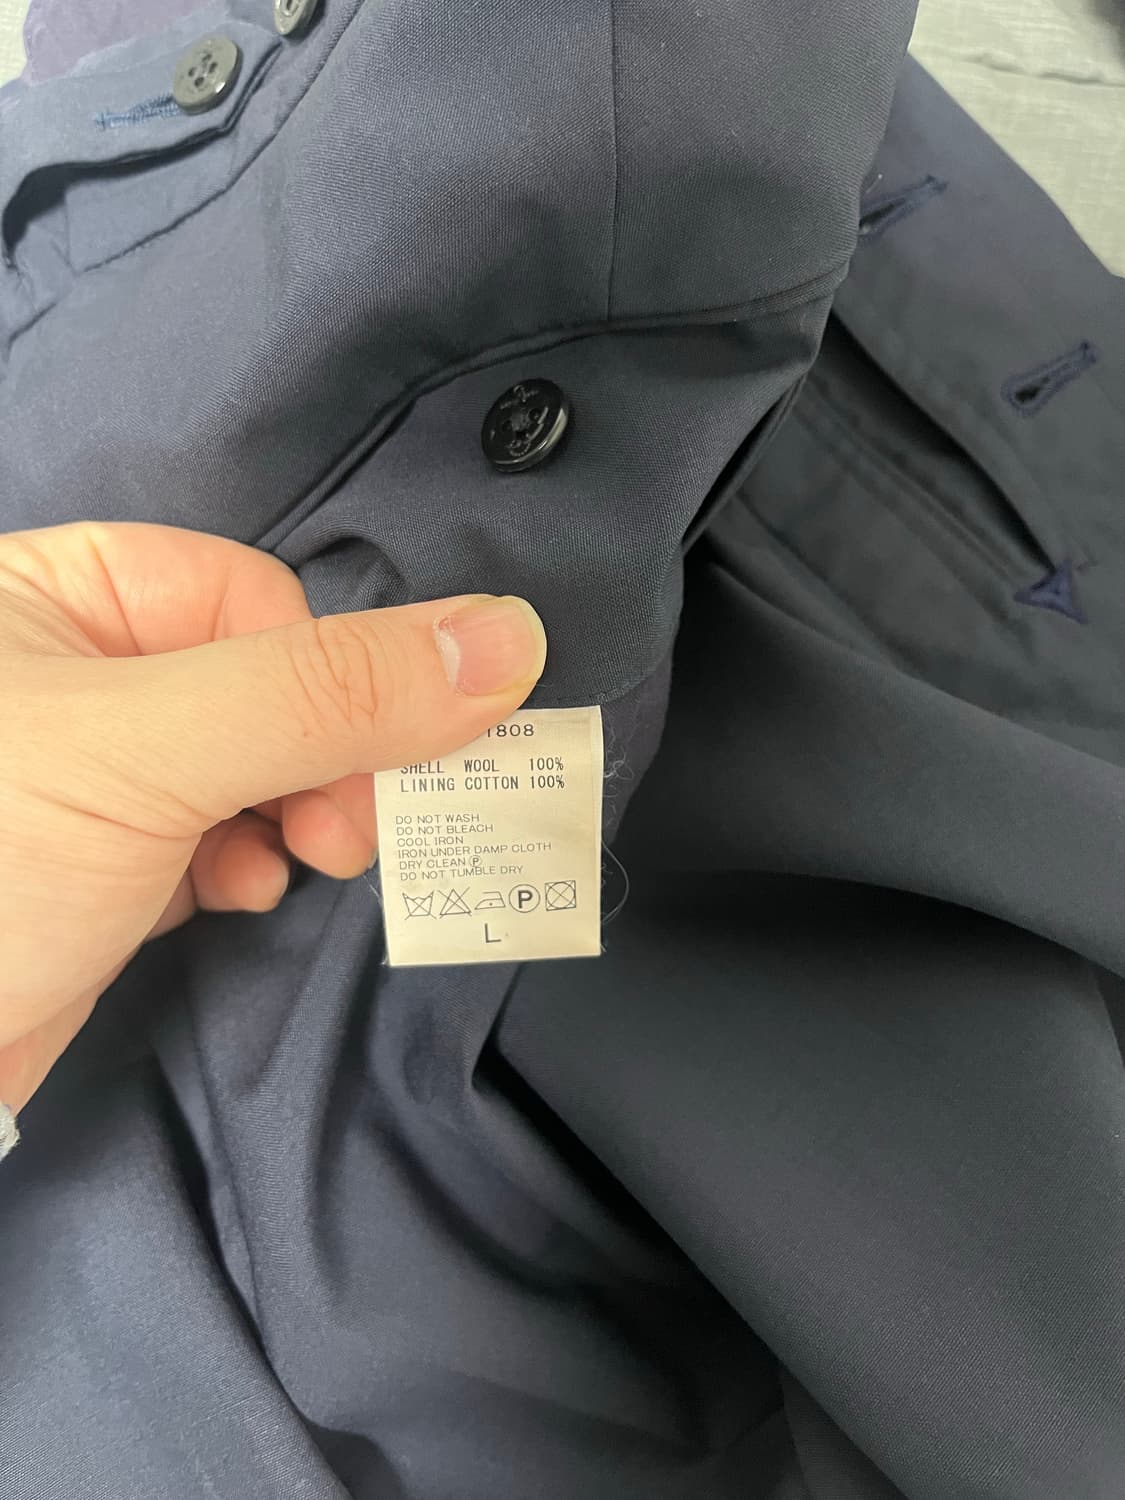 1808
SHELL WOOL 100%
LINING COTTON 100%
DO NOT WASH
DO NOT BLEACH
COOL IRON
IRON UNDER DAMP CLOTH
DRY CLEAN Ⓟ
DO NOT TUMBLE DRY
P
L